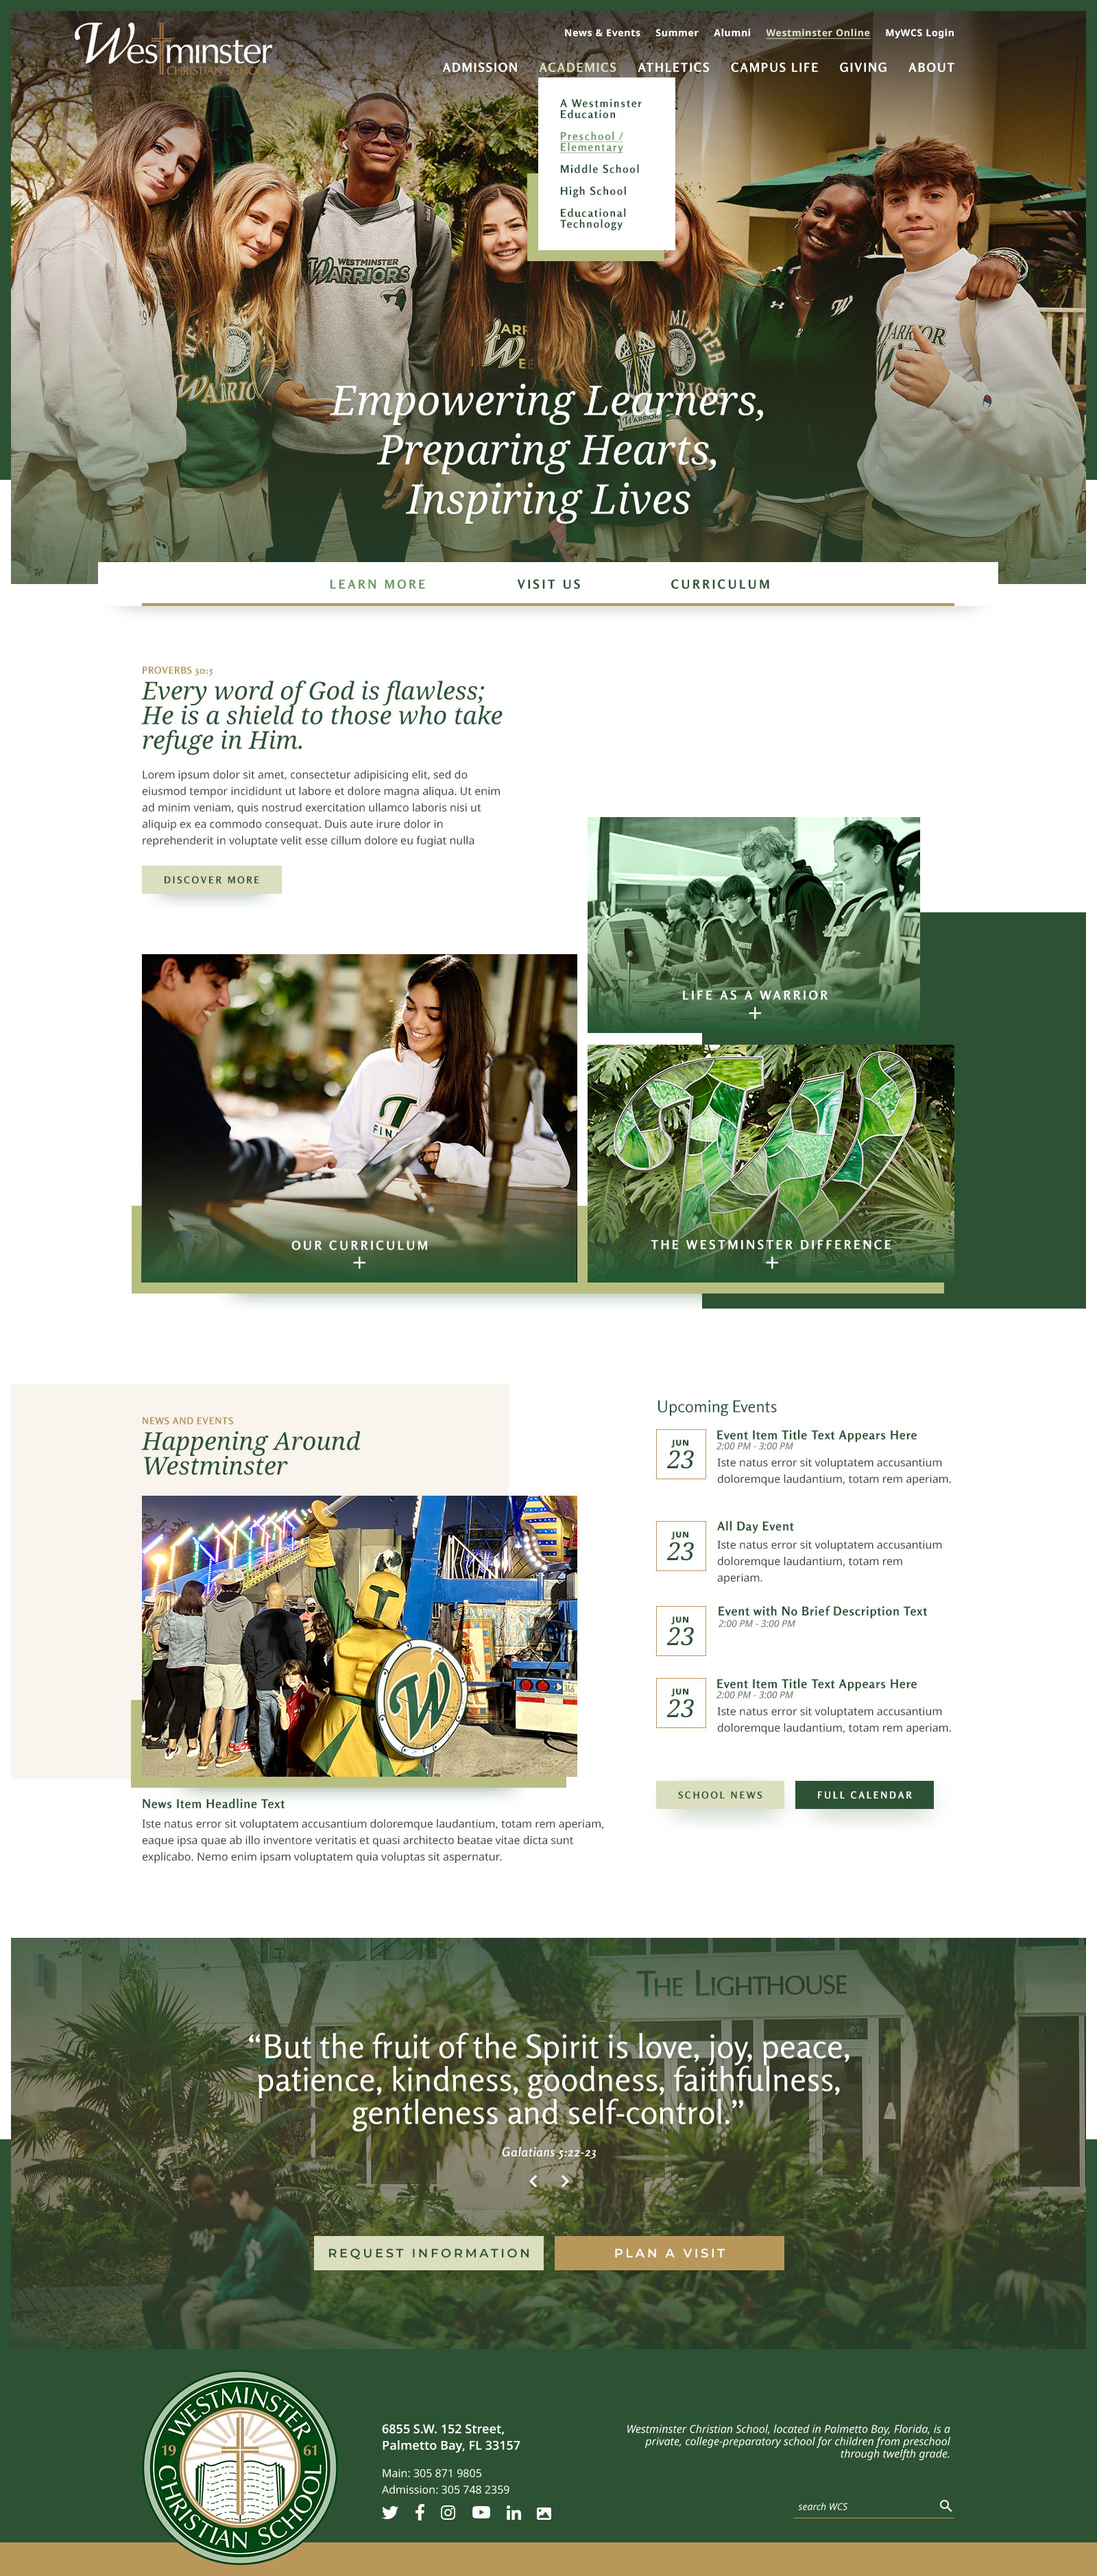 Westminster
CHRISTIAN SCHOOL
News & Events Summer Alumni Westminster Online MyWCS Login
ADMISSION ACADEMICS ATHLETICS CAMPUS LIFE GIVING ABOUT
A Westminster
Education
Preschool /
Elementary
Middle School
High School
Educational
Technology
WESTMINSTER
WARRIORS
Empowering Learners,
Preparing Hearts,
Inspiring Lives
LEARN MORE VISIT US CURRICULUM
PROVERBS 30:5
Every word of God is flawless;
He is a shield to those who take
refuge in Him.
Lorem ipsum dolor sit amet, consectetur adipisicing elit, sed do
eiusmod tempor incididunt ut labore et dolore magna aliqua. Ut enim
ad minim veniam, quis nostrud exercitation ullamco laboris nisi ut
aliquip ex ea commodo consequat. Duis aute irure dolor in
reprehenderit in voluptate velit esse cillum dolore eu fugiat nulla
DISCOVER MORE
LIFE AS A WARRIOR
+
OUR CURRICULUM
+
THE WESTMINSTER DIFFERENCE
+
NEWS AND EVENTS
Happening Around
Westminster
W
News Item Headline Text
Iste natus error sit voluptatem accusantium doloremque laudantium, totam rem aperiam,
eaque ipsa quae ab illo inventore veritatis et quasi architecto beatae vitae dicta sunt
explicabo. Nemo enim ipsam voluptatem quia voluptas sit aspernatur.
Upcoming Events
JUN
23
Event Item Title Text Appears Here
2:00 PM - 3:00 PM
Iste natus error sit voluptatem accusantium
doloremque laudantium, totam rem aperiam.
JUN
23
All Day Event
Iste natus error sit voluptatem accusantium
doloremque laudantium, totam rem
aperiam.
JUN
23
Event with No Brief Description Text
2:00 PM - 3:00 PM
JUN
23
Event Item Title Text Appears Here
2:00 PM - 3:00 PM
Iste natus error sit voluptatem accusantium
doloremque laudantium, totam rem aperiam.
SCHOOL NEWS FULL CALENDAR
THE LIGHTHOUSE
“But the fruit of the Spirit is love, joy, peace,
patience, kindness, goodness, faithfulness,
gentleness and self-control.”
Galatians 5:22-23
REQUEST INFORMATION PLAN A VISIT
WESTMINSTER
19 61
CHRISTIAN SCHOOL
6855 S.W. 152 Street,
Palmetto Bay, FL 33157
Main: 305 871 9805
Admission: 305 748 2359
Westminster Christian School, located in Palmetto Bay, Florida, is a
private, college-preparatory school for children from preschool
through twelfth grade.
search WCS